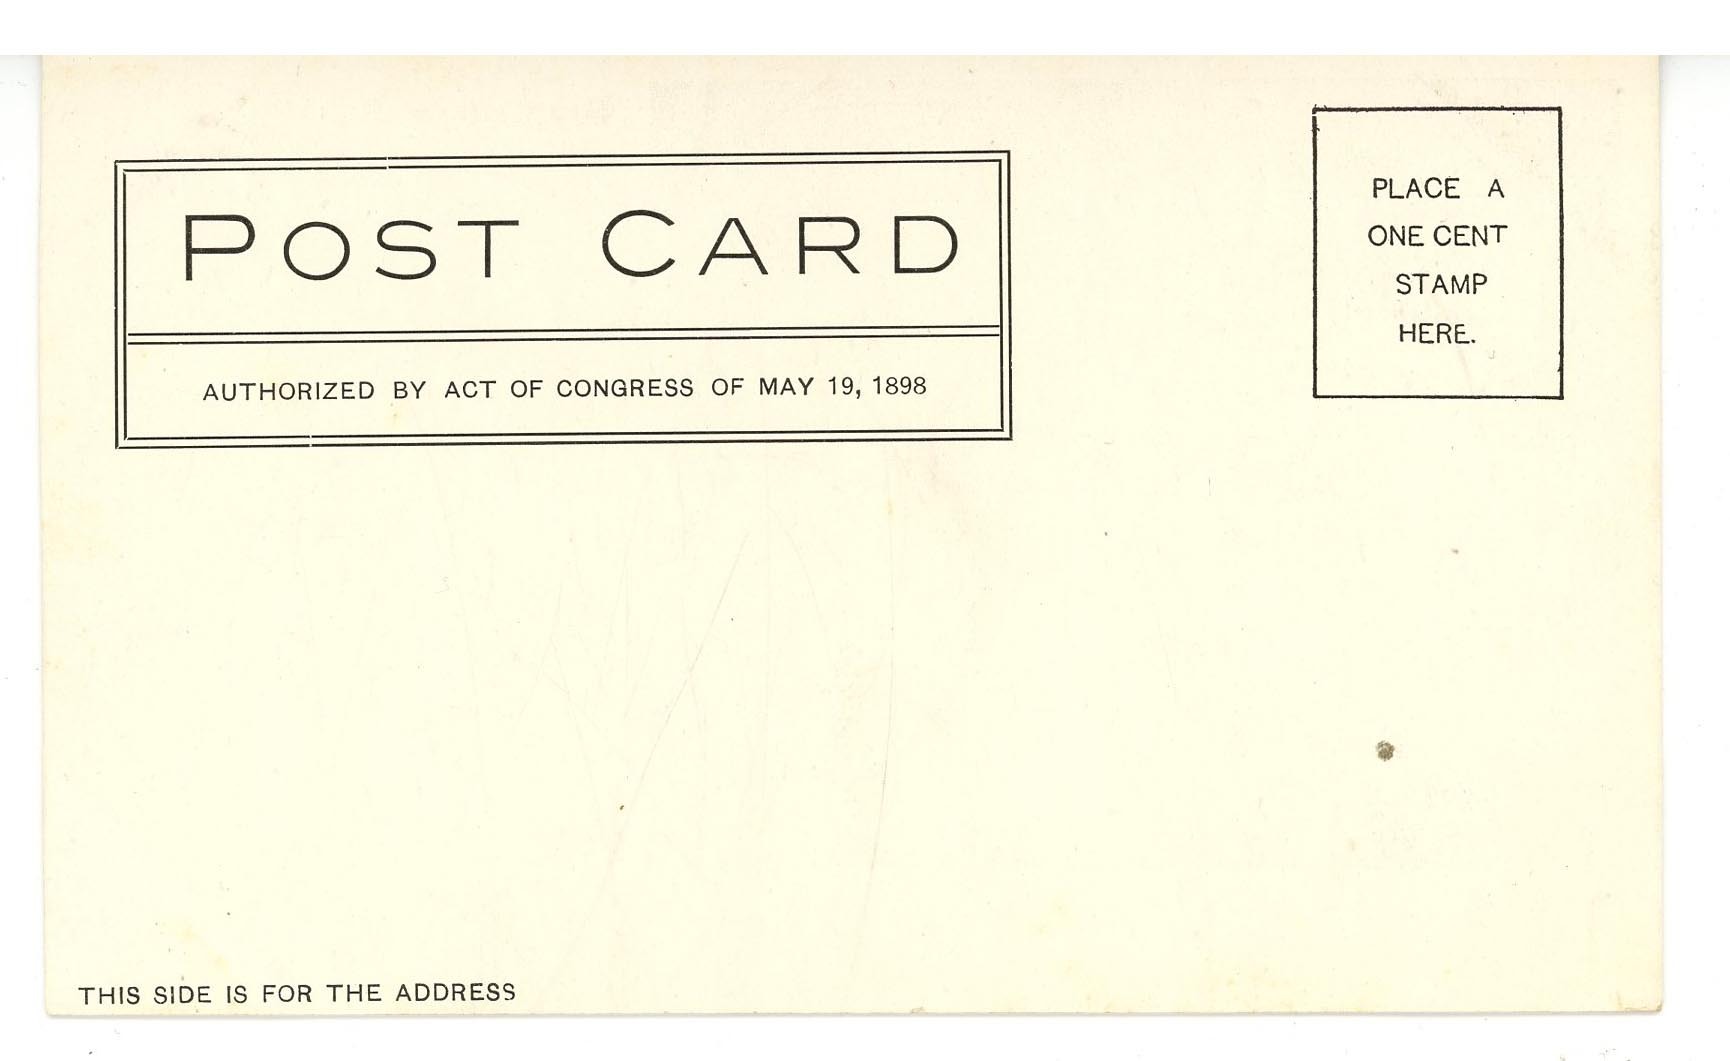 POST CARD
AUTHORIZED BY ACT OF CONGRESS OF MAY 19, 1898
PLACE A
ONE CENT
STAMP
HERE.
THIS SIDE IS FOR THE ADDRESS